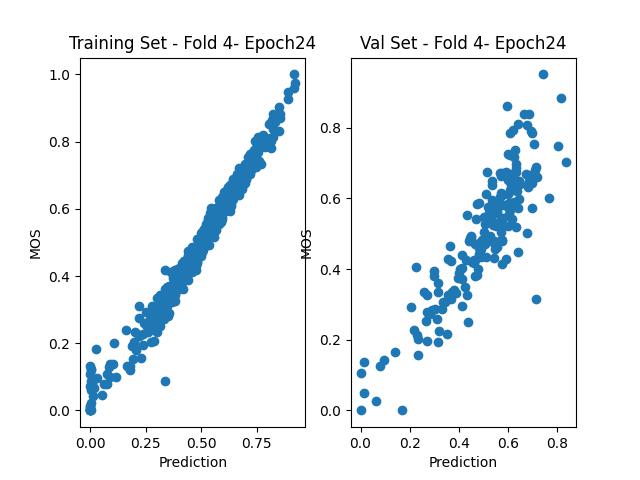 Training Set - Fold 4- Epoch24
Val Set - Fold 4- Epoch24
1.0
0.8
0.6
0.4
0.2
0.0
MOS
0.00 0.25 0.50 0.75
Prediction
0.8
0.6
0.4
0.2
0.0
MOS
0.0 0.2 0.4 0.6 0.8
Prediction